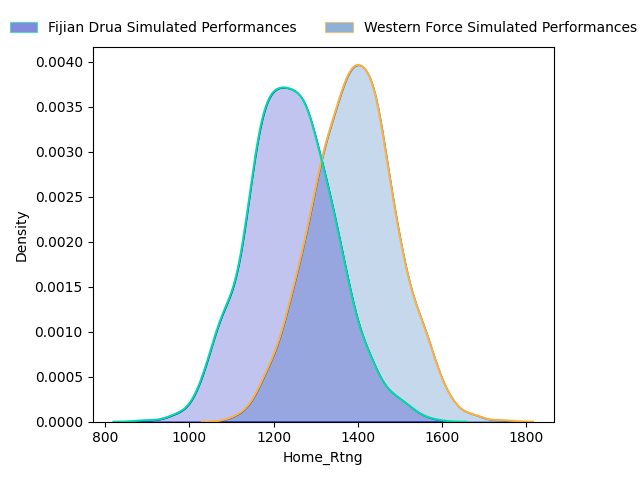 Fijian Drua Simulated Performances Western Force Simulated Performances
0.0040
0.0035
0.0030
0.0025
0.0020
0.0015
0.0010
0.0005
0.0000
Density
800 1000 1200 1400 1600 1800
Home_Rtng